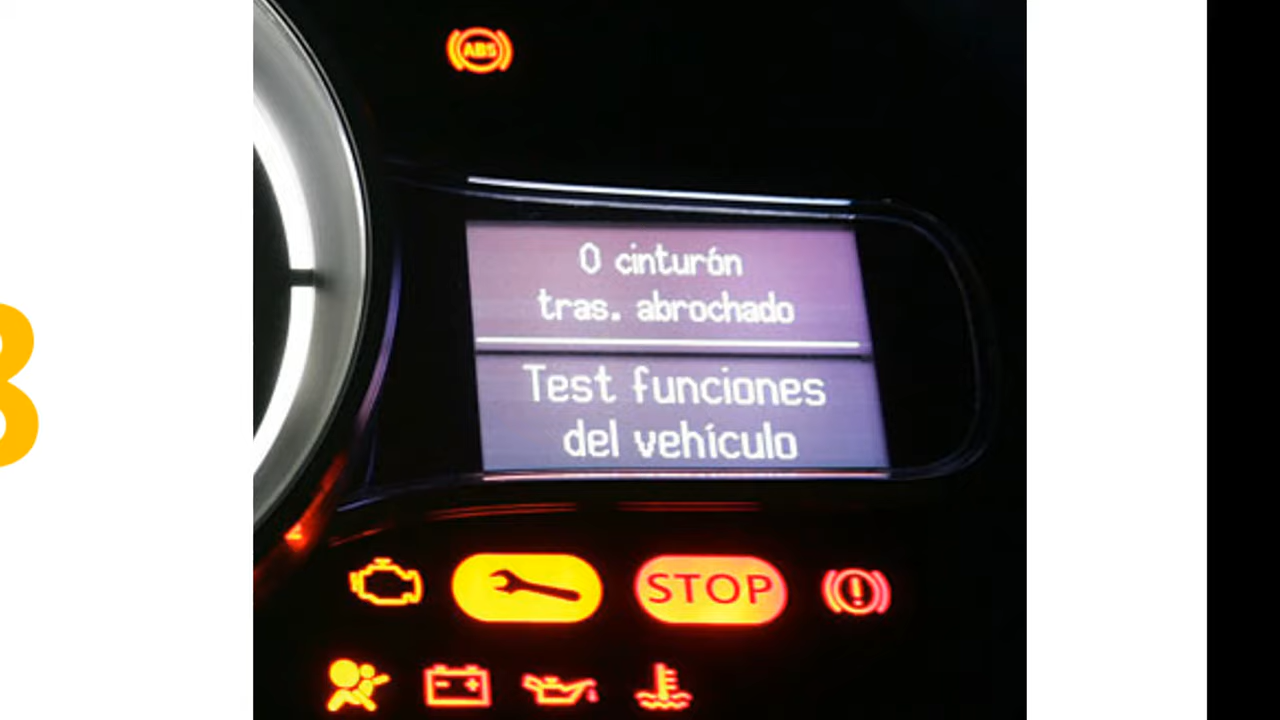 ABS
0 cinturón
tras. abrochado
Test funciones
del vehículo
STOP